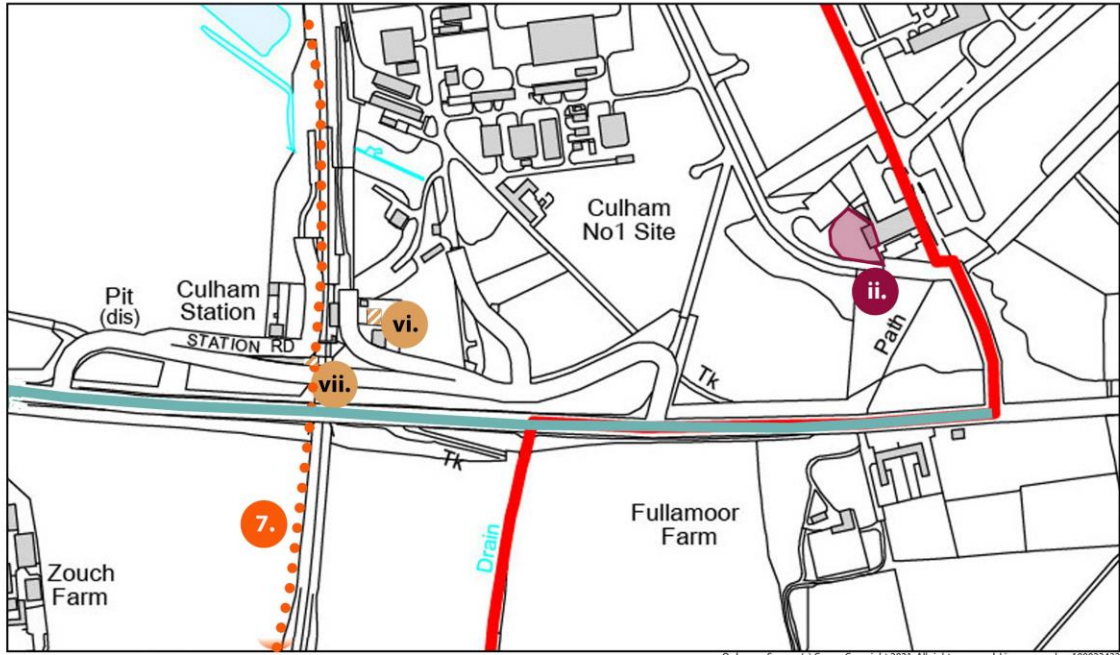 Culham
No1 Site
Pit
(dis)
Culham
Station
STATION RD
vi.
vii.
ii.
Path
Tk
Tk
7.
Drain
Fullamoor
Farm
Zouch
Farm